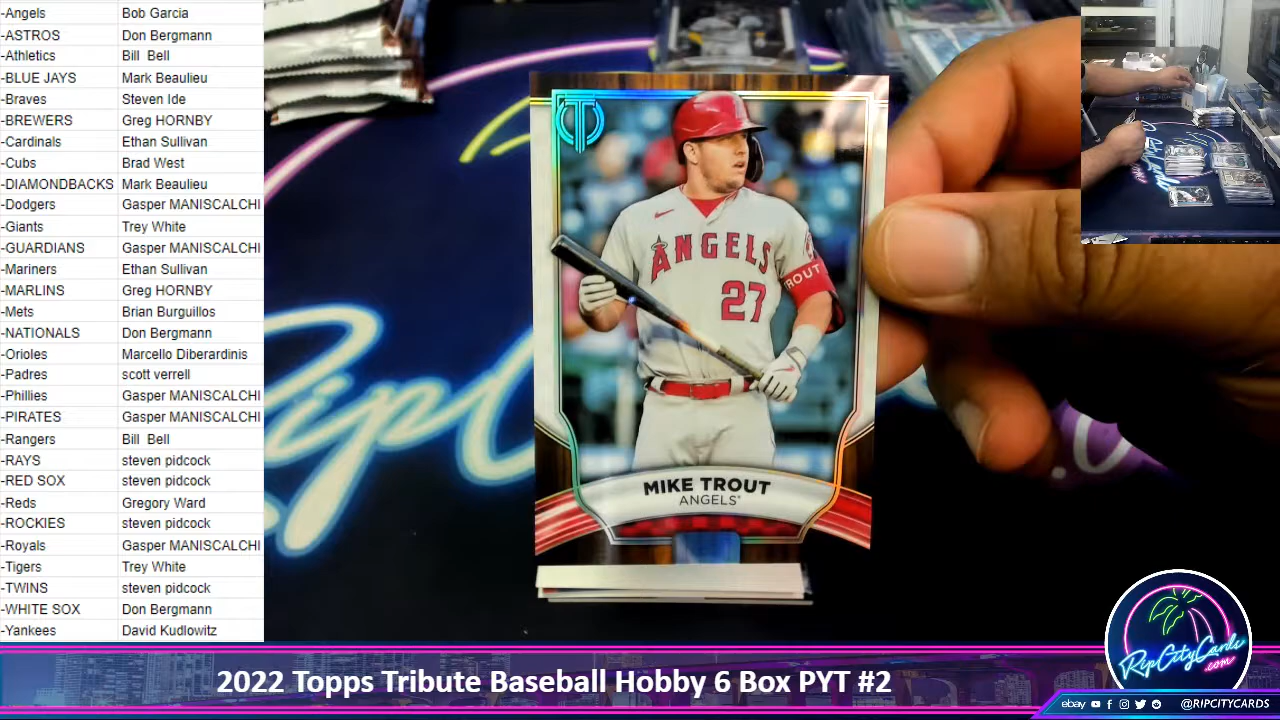 -Angels Bob Garcia
-ASTROS Don Bergmann
-Athletics Bill  Bell
-BLUE JAYS Mark Beaulieu
-Braves Steven Ide
-BREWERS Greg HORNBY
-Cardinals Ethan Sullivan
-Cubs Brad West
-DIAMONDBACKS Mark Beaulieu
-Dodgers Gasper MANISCALCHI
-Giants Trey White
-GUARDIANS Gasper MANISCALCHI
-Mariners Ethan Sullivan
-MARLINS Greg HORNBY
-Mets Brian Burguillos
-NATIONALS Don Bergmann
-Orioles Marcello Diberardinis
-Padres scott verrell
-Phillies Gasper MANISCALCHI
-PIRATES Gasper MANISCALCHI
-Rangers Bill  Bell
-RAYS steven pidcock
-RED SOX steven pidcock
-Reds Gregory Ward
-ROCKIES steven pidcock
-Royals Gasper MANISCALCHI
-Tigers Trey White
-TWINS steven pidcock
-WHITE SOX Don Bergmann
-Yankees David Kudlowitz
ANGELS
27
TROUT
MIKE TROUT
ANGELS
RipC
.C
2022 Topps Tribute Baseball Hobby 6 Box PYT #2
RipCityCards
.com
ebay @RIPCITYCARDS